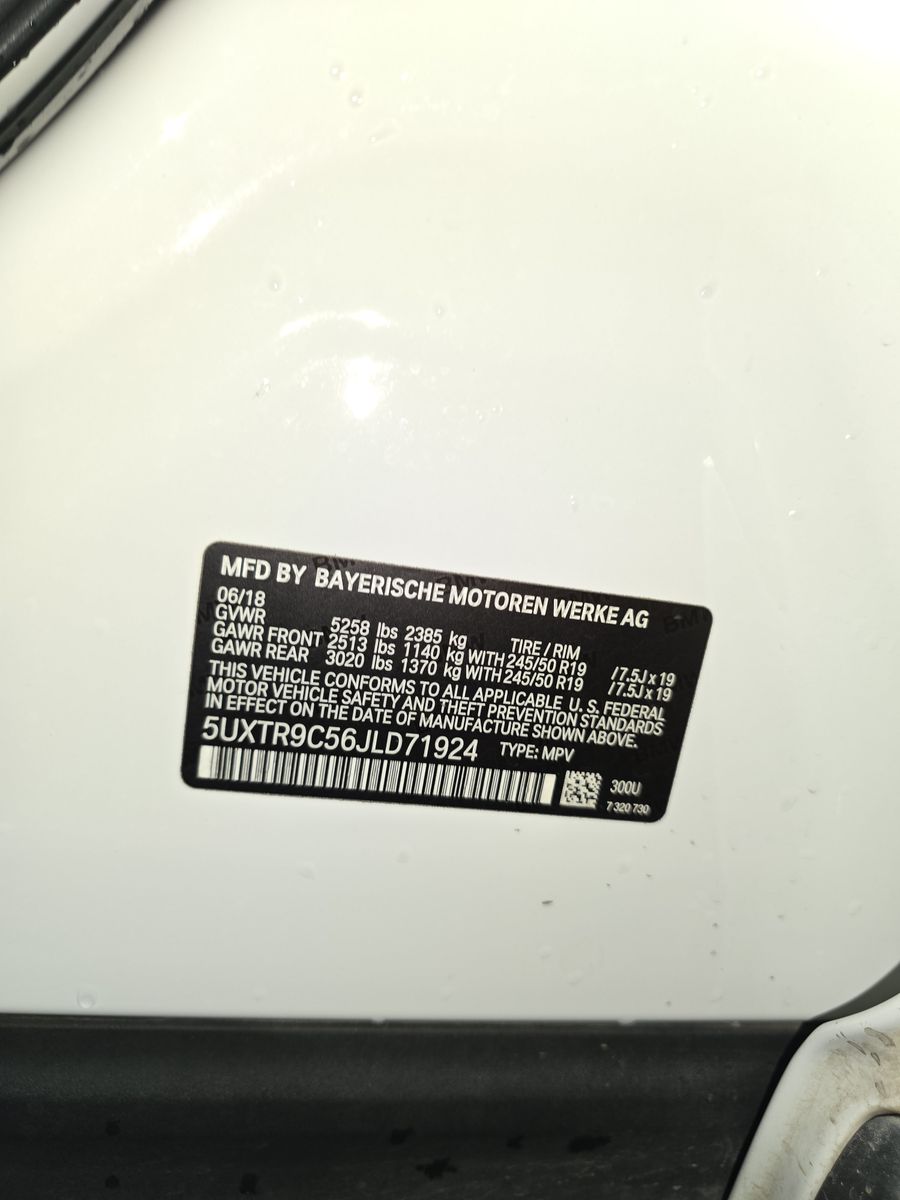 MFD BY BAYERISCHE MOTOREN WERKE AG
06/18
GVWR 5258 lbs 2385 kg TIRE / RIM
GAWR FRONT 2513 lbs 1140 kg WITH 245/50 R19 /7.5J x 19
GAWR REAR 3020 lbs 1370 kg WITH 245/50 R19 /7.5J x 19
THIS VEHICLE CONFORMS TO ALL APPLICABLE U.S. FEDERAL
MOTOR VEHICLE SAFETY AND THEFT PREVENTION STANDARDS
IN EFFECT ON THE DATE OF MANUFACTURE SHOWN ABOVE.
5UXTR9C56JLD71924 TYPE: MPV
300U
7 320 730